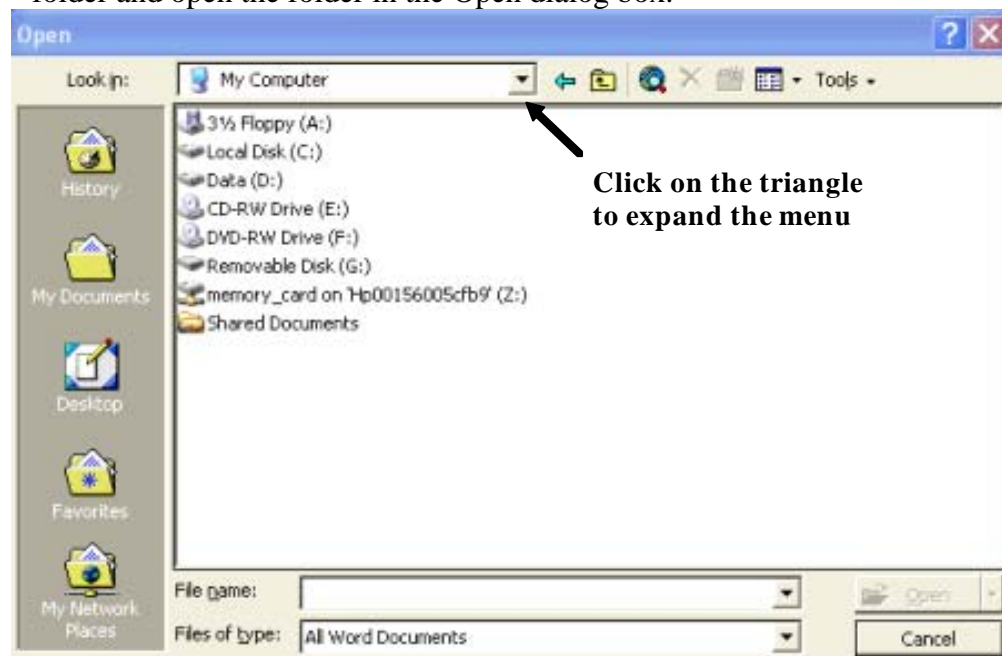 folder and open the folder in the Open dialog box.
Open
Look in:
My Computer
Tools
3½ Floppy (A:)
Local Disk (C:)
Data (D:)
CD-RW Drive (E:)
DVD-RW Drive (F:)
Removable Disk (G:)
memory_card on 'Hp00156005cfb9' (Z:)
Shared Documents
Click on the triangle
to expand the menu
History
My Documents
Desktop
Favorites
My Network
Places
File name:
Open
Files of type:
All Word Documents
Cancel